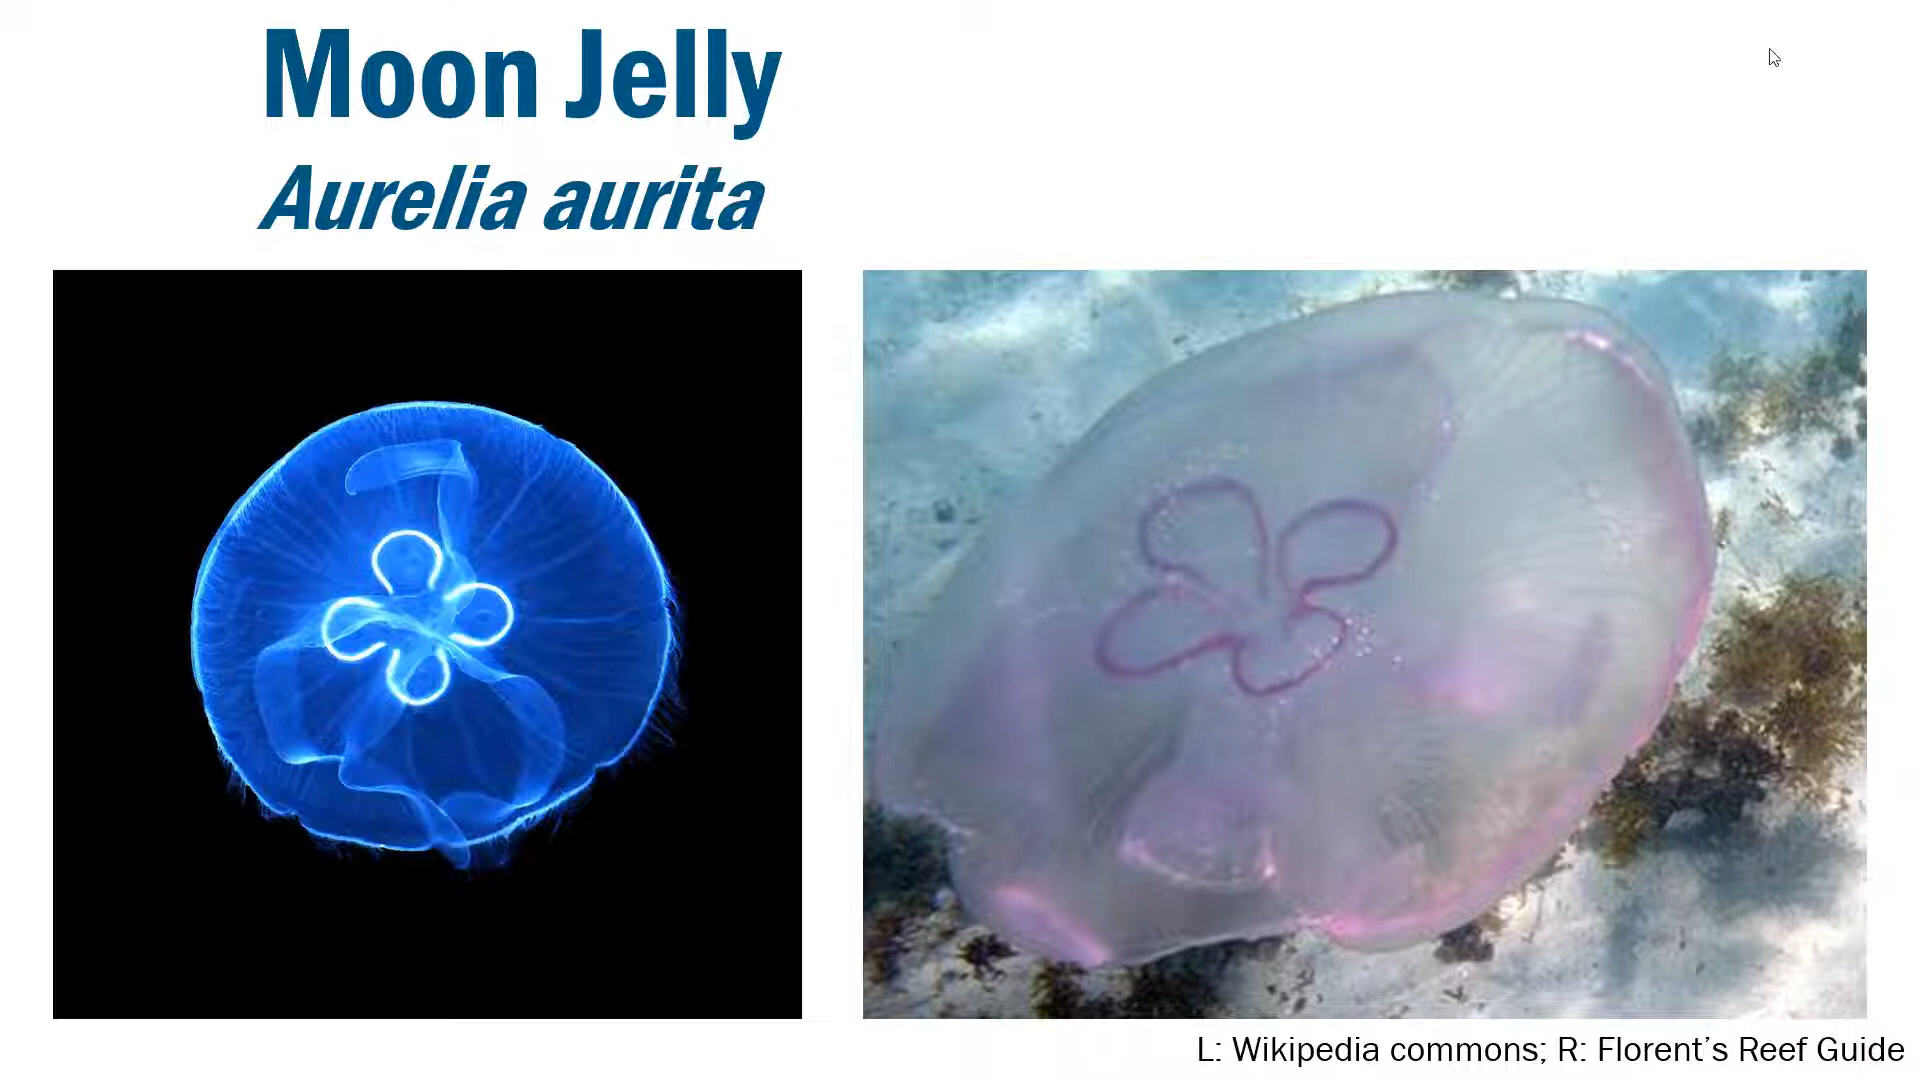 Moon Jelly
Aurelia aurita
L: Wikipedia commons; R: Florent’s Reef Guide